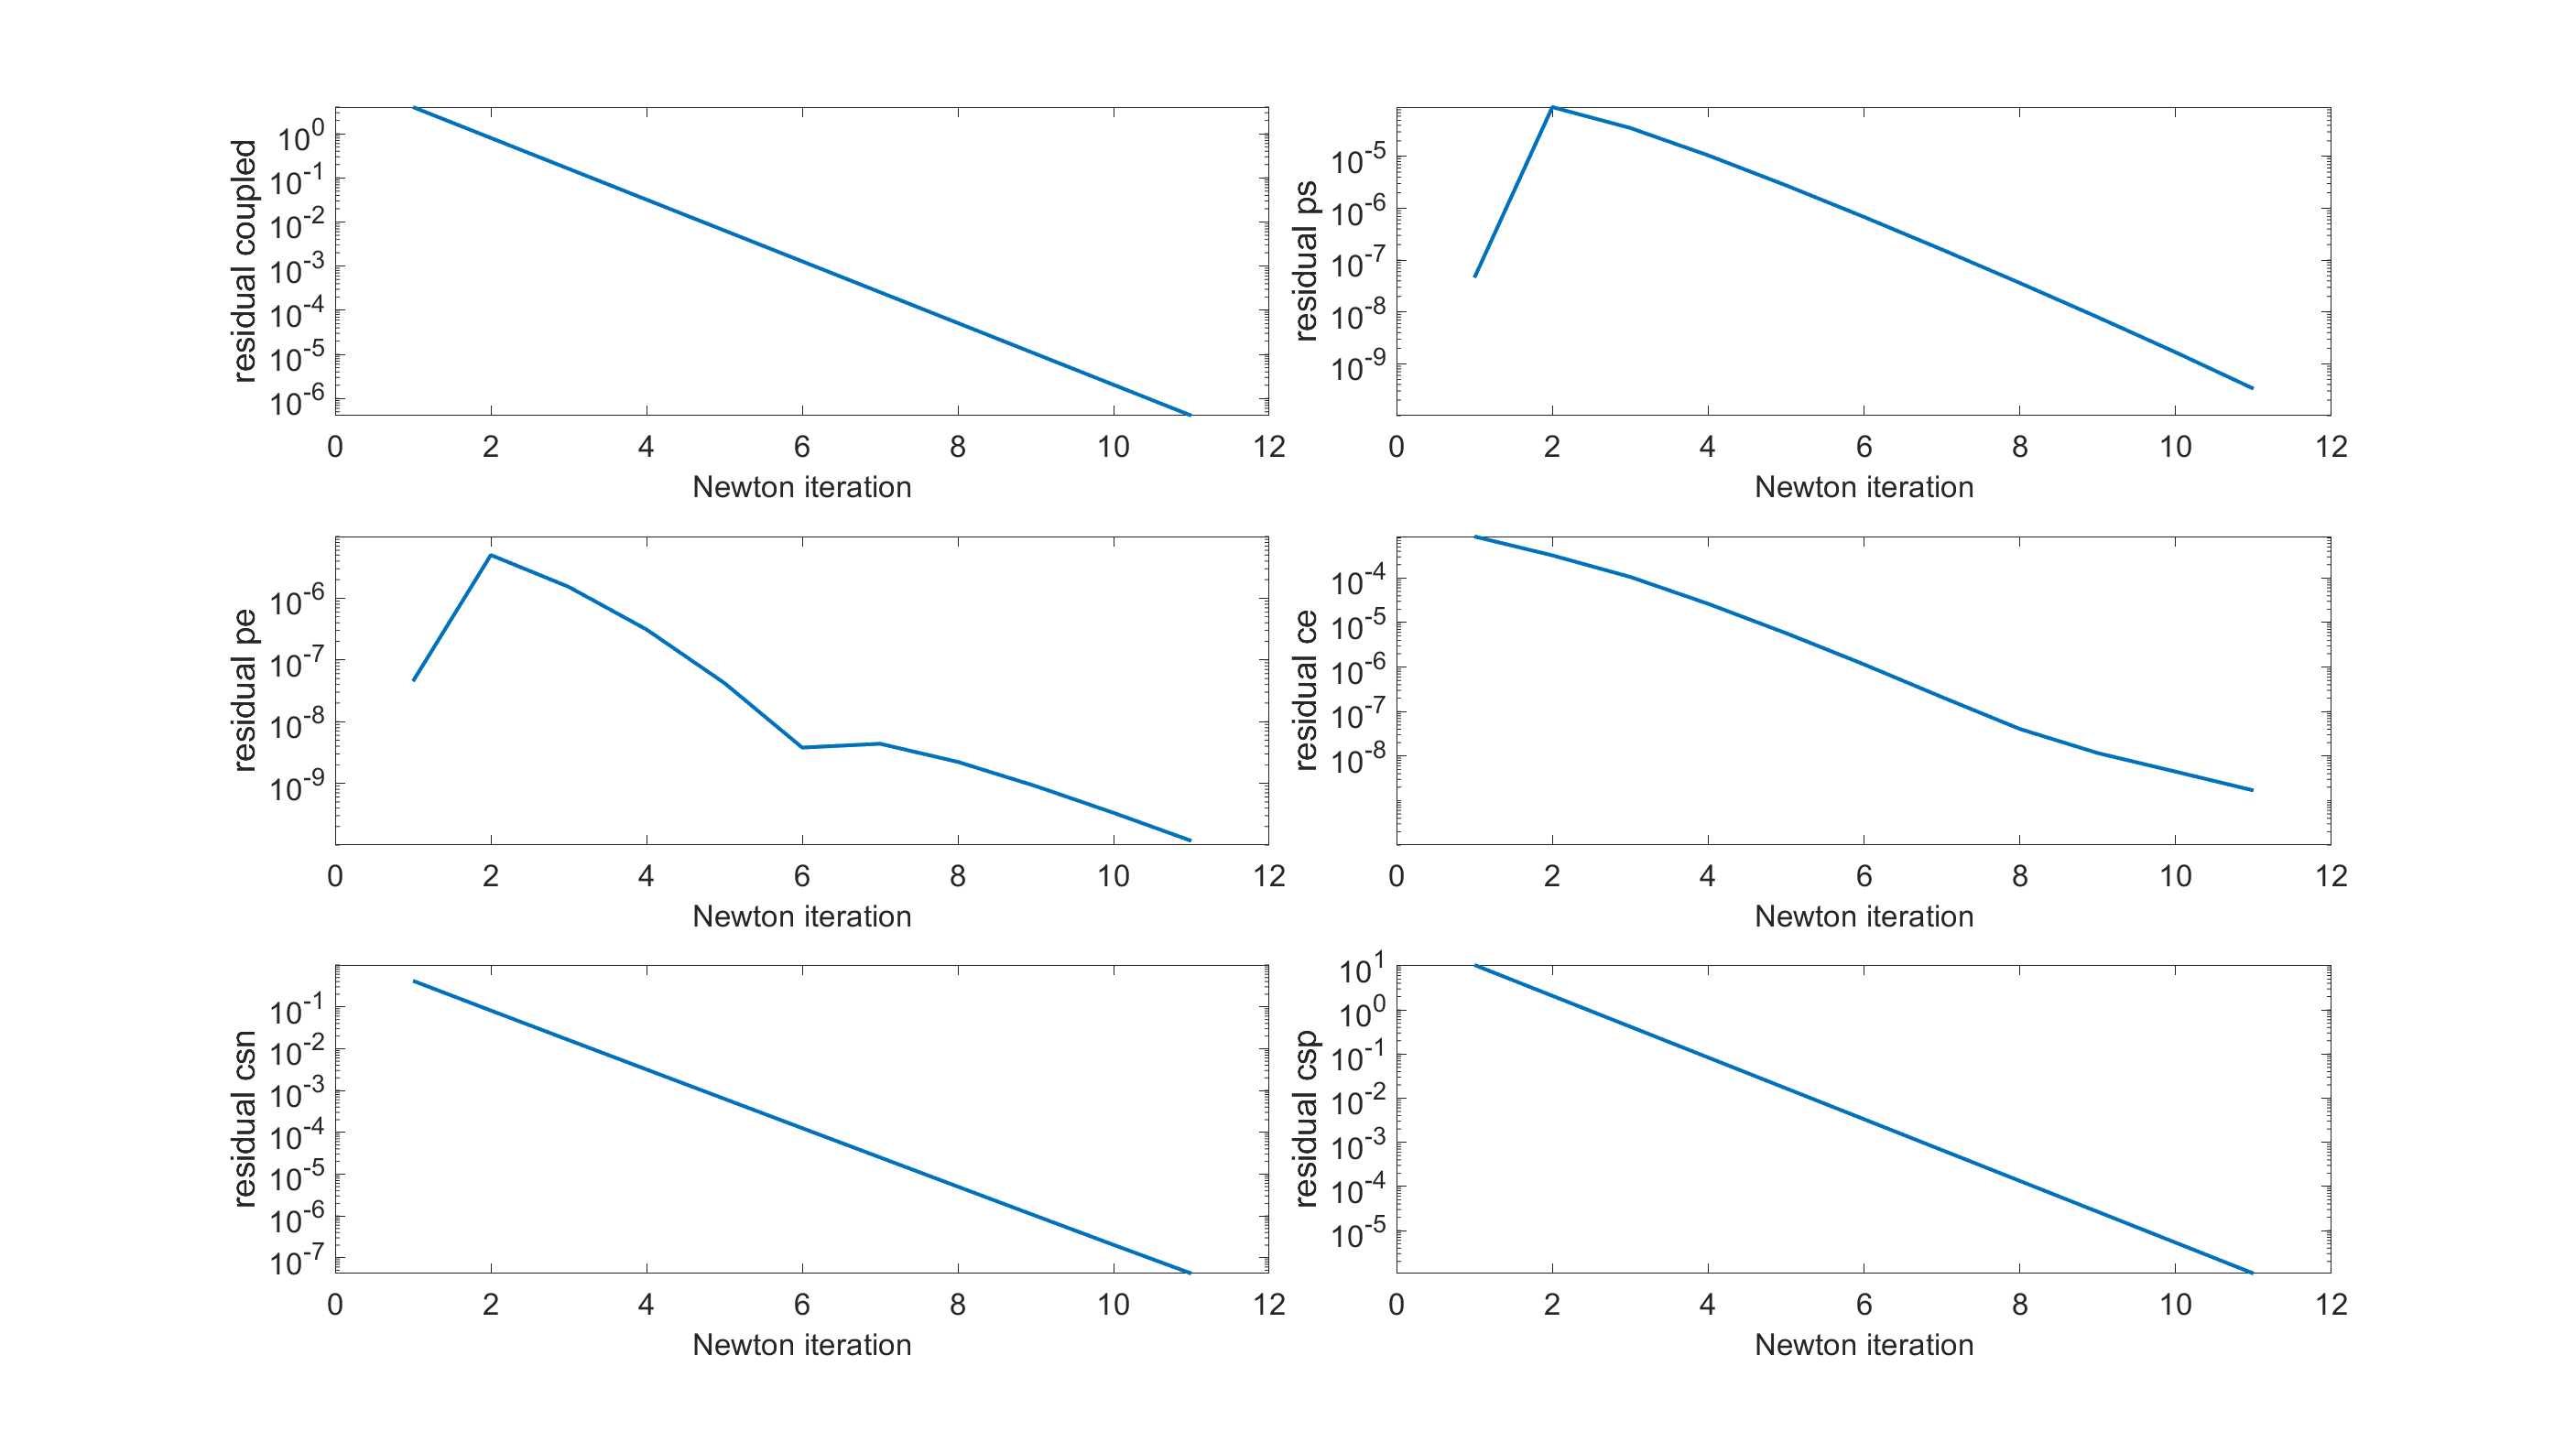 residual coupled
10^0
10^-1
10^-2
10^-3
10^-4
10^-5
10^-6
0 2 4 6 8 10 12
Newton iteration
residual ps
10^-5
10^-6
10^-7
10^-8
10^-9
0 2 4 6 8 10 12
Newton iteration
residual pe
10^-6
10^-7
10^-8
10^-9
0 2 4 6 8 10 12
Newton iteration
residual ce
10^-4
10^-5
10^-6
10^-7
10^-8
0 2 4 6 8 10 12
Newton iteration
residual csn
10^-1
10^-2
10^-3
10^-4
10^-5
10^-6
10^-7
0 2 4 6 8 10 12
Newton iteration
residual csp
10^1
10^0
10^-1
10^-2
10^-3
10^-4
10^-5
0 2 4 6 8 10 12
Newton iteration